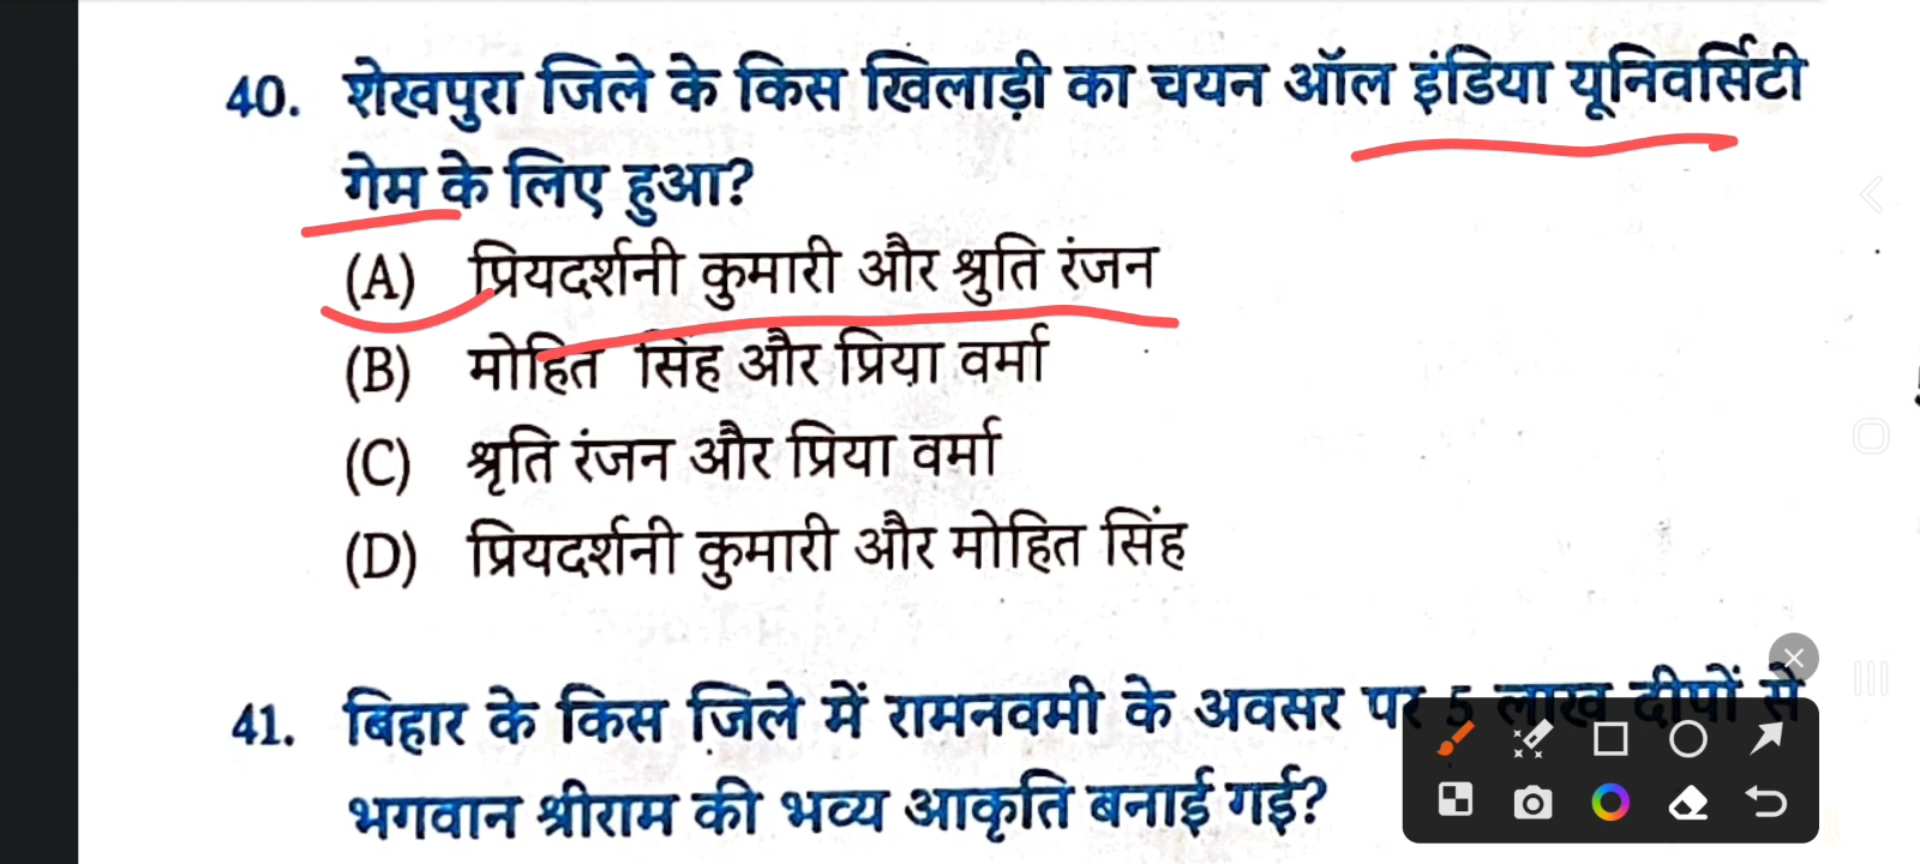 40. शेखपुरा जिले के किस खिलाड़ी का चयन ऑल इंडिया यूनिवर्सिटी
गेम के लिए हुआ?
(A) प्रियदर्शनी कुमारी और श्रुति रंजन
(B) मोहित सिंह और प्रिया वर्मा
(C) श्रृति रंजन और प्रिया वर्मा
(D) प्रियदर्शनी कुमारी और मोहित सिंह
41. बिहार के किस जिले में रामनवमी के अवसर पर 5 लाख दीपों से
भगवान श्रीराम की भव्य आकृति बनाई गई?